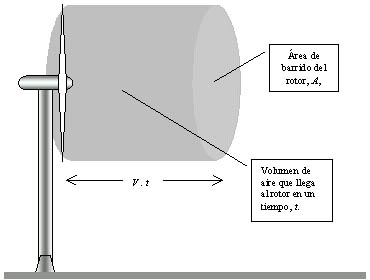 Área de
barrido del
rotor, A,
Volumen de
aire que llega
al rotor en un
tiempo, t.
V . t